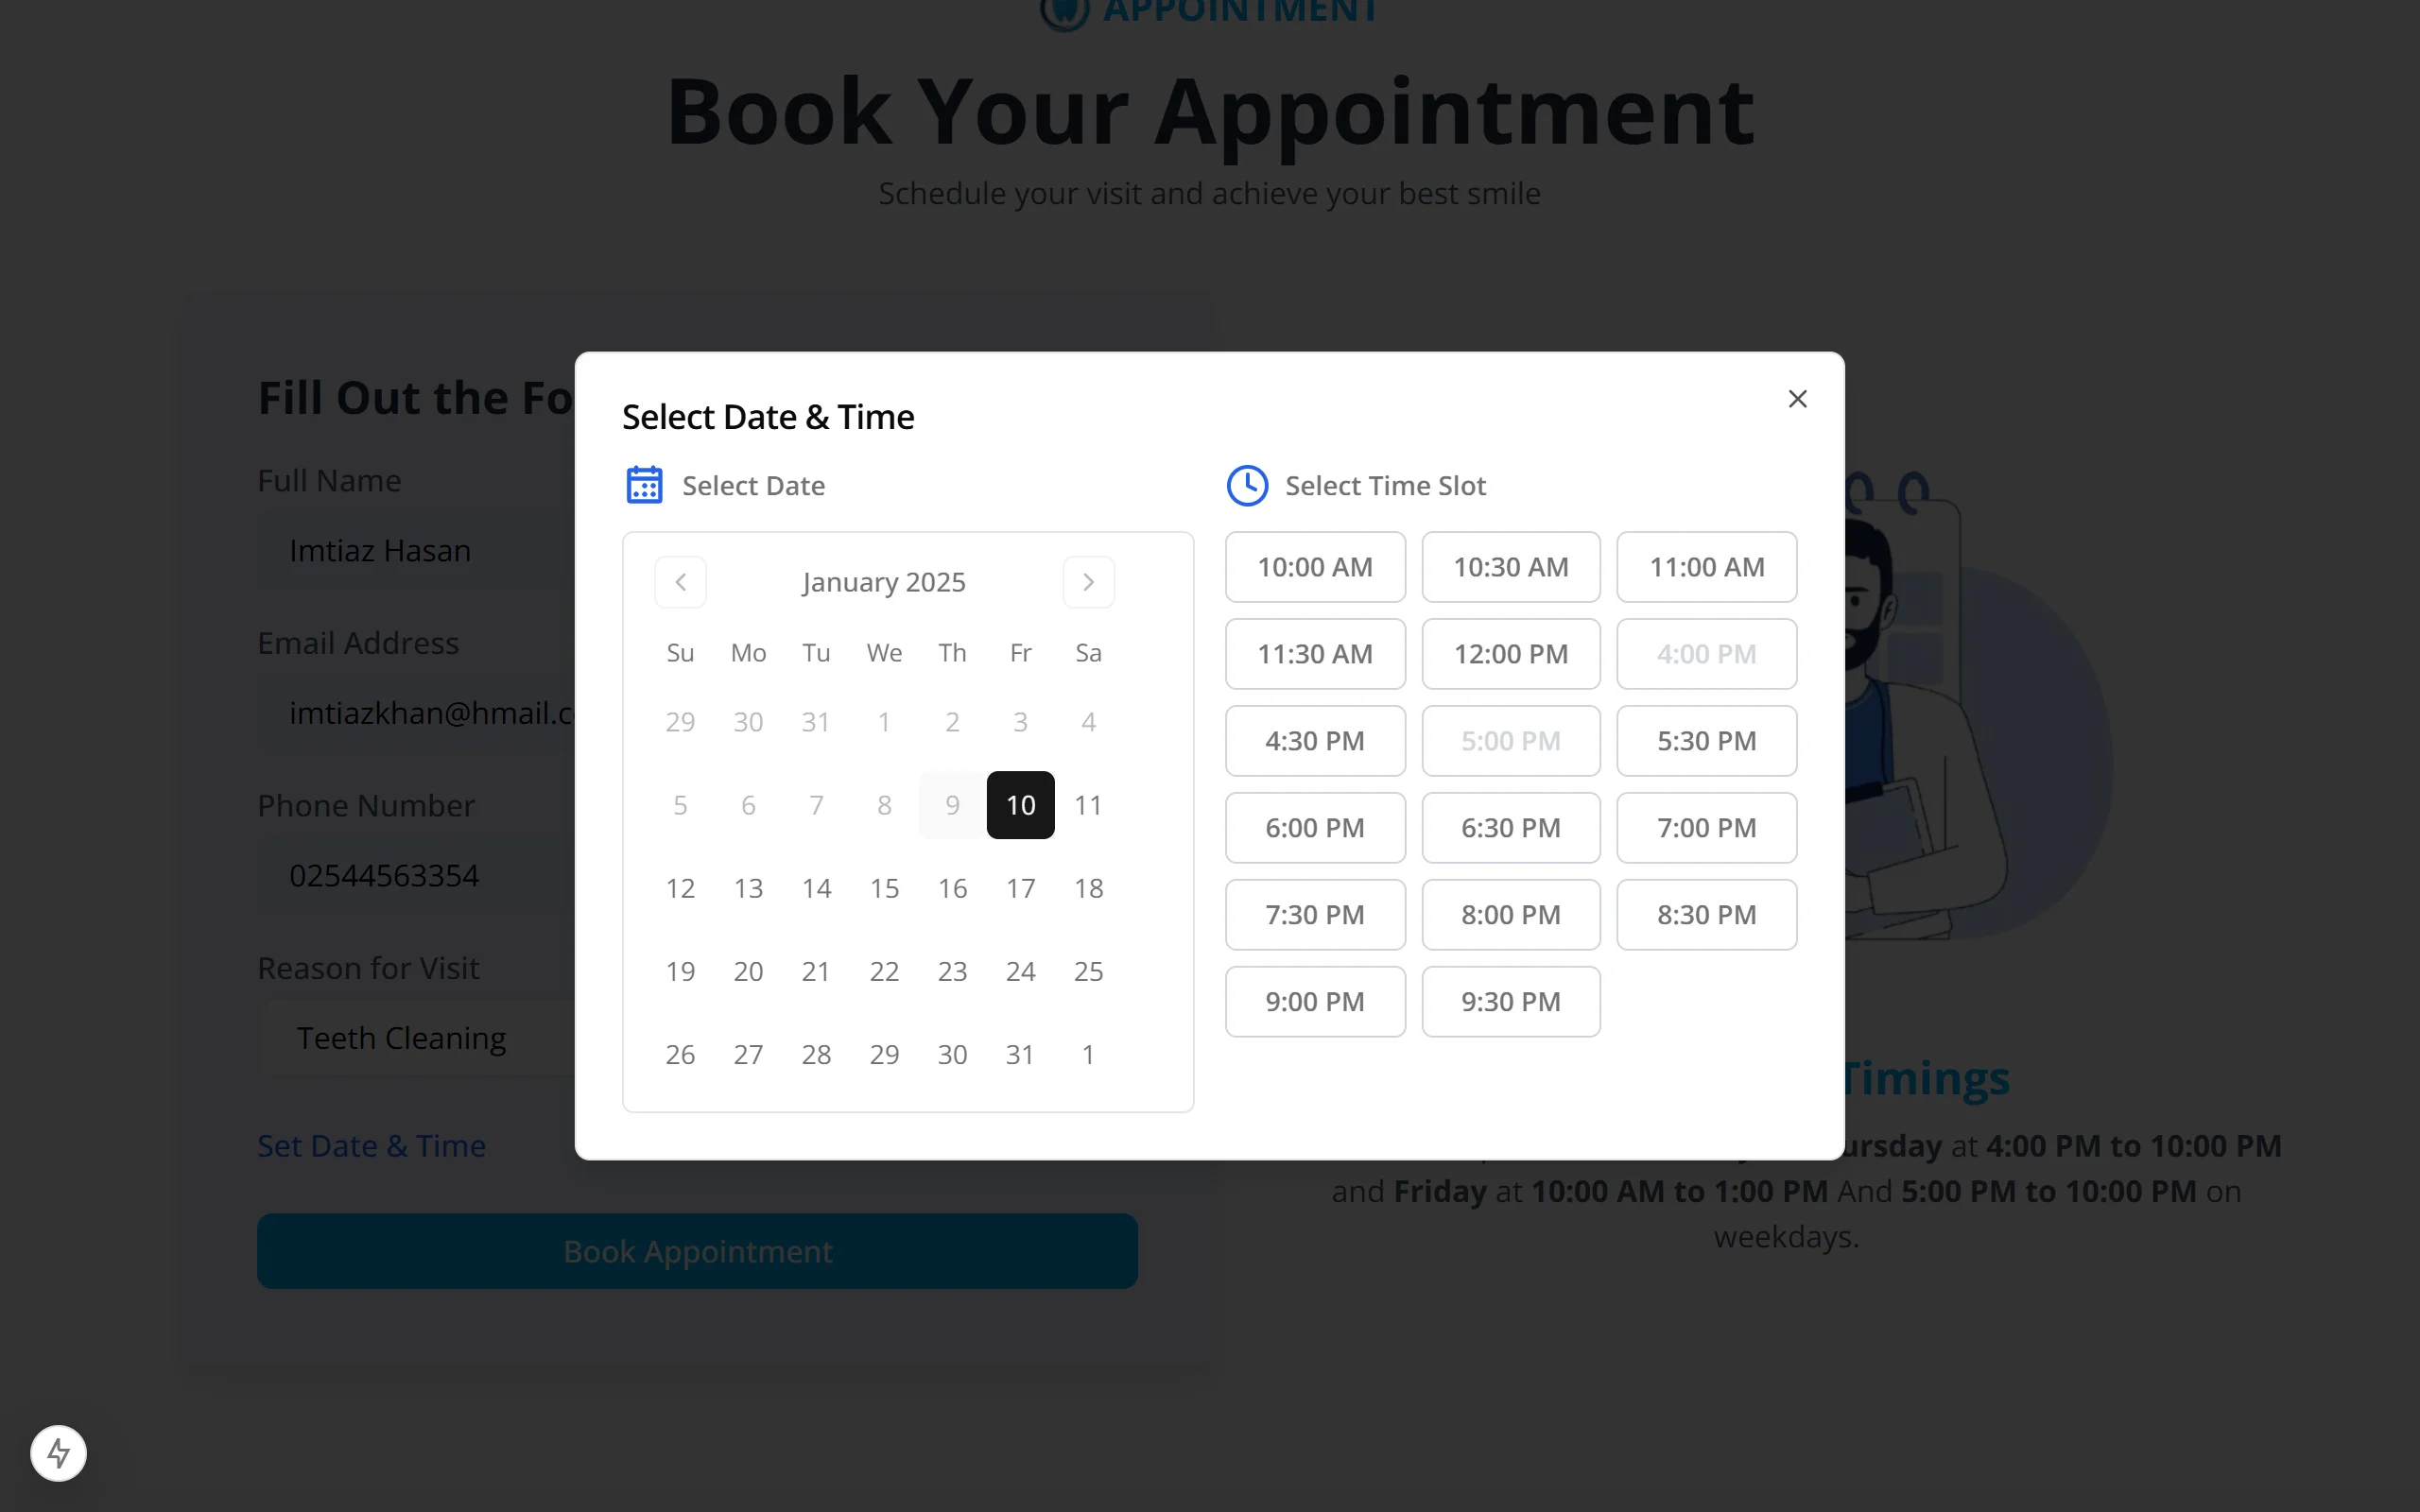 APPOINTMENT
Book Your Appointment
Schedule your visit and achieve your best smile
Fill Out the Fo
Full Name
Imtiaz Hasan
Email Address
imtiazkhan@hmail.c
Phone Number
02544563354
Reason for Visit
Teeth Cleaning
Set Date & Time
Book Appointment
Select Date & Time
Select Date
January 2025
Su Mo Tu We Th Fr Sa
29 30 31 1 2 3 4
5 6 7 8 9 10 11
12 13 14 15 16 17 18
19 20 21 22 23 24 25
26 27 28 29 30 31 1
Select Time Slot
10:00 AM 10:30 AM 11:00 AM
11:30 AM 12:00 PM 4:00 PM
4:30 PM 5:00 PM 5:30 PM
6:00 PM 6:30 PM 7:00 PM
7:30 PM 8:00 PM 8:30 PM
9:00 PM 9:30 PM
Timings
ursday at 4:00 PM to 10:00 PM
and Friday at 10:00 AM to 1:00 PM And 5:00 PM to 10:00 PM on
weekdays.